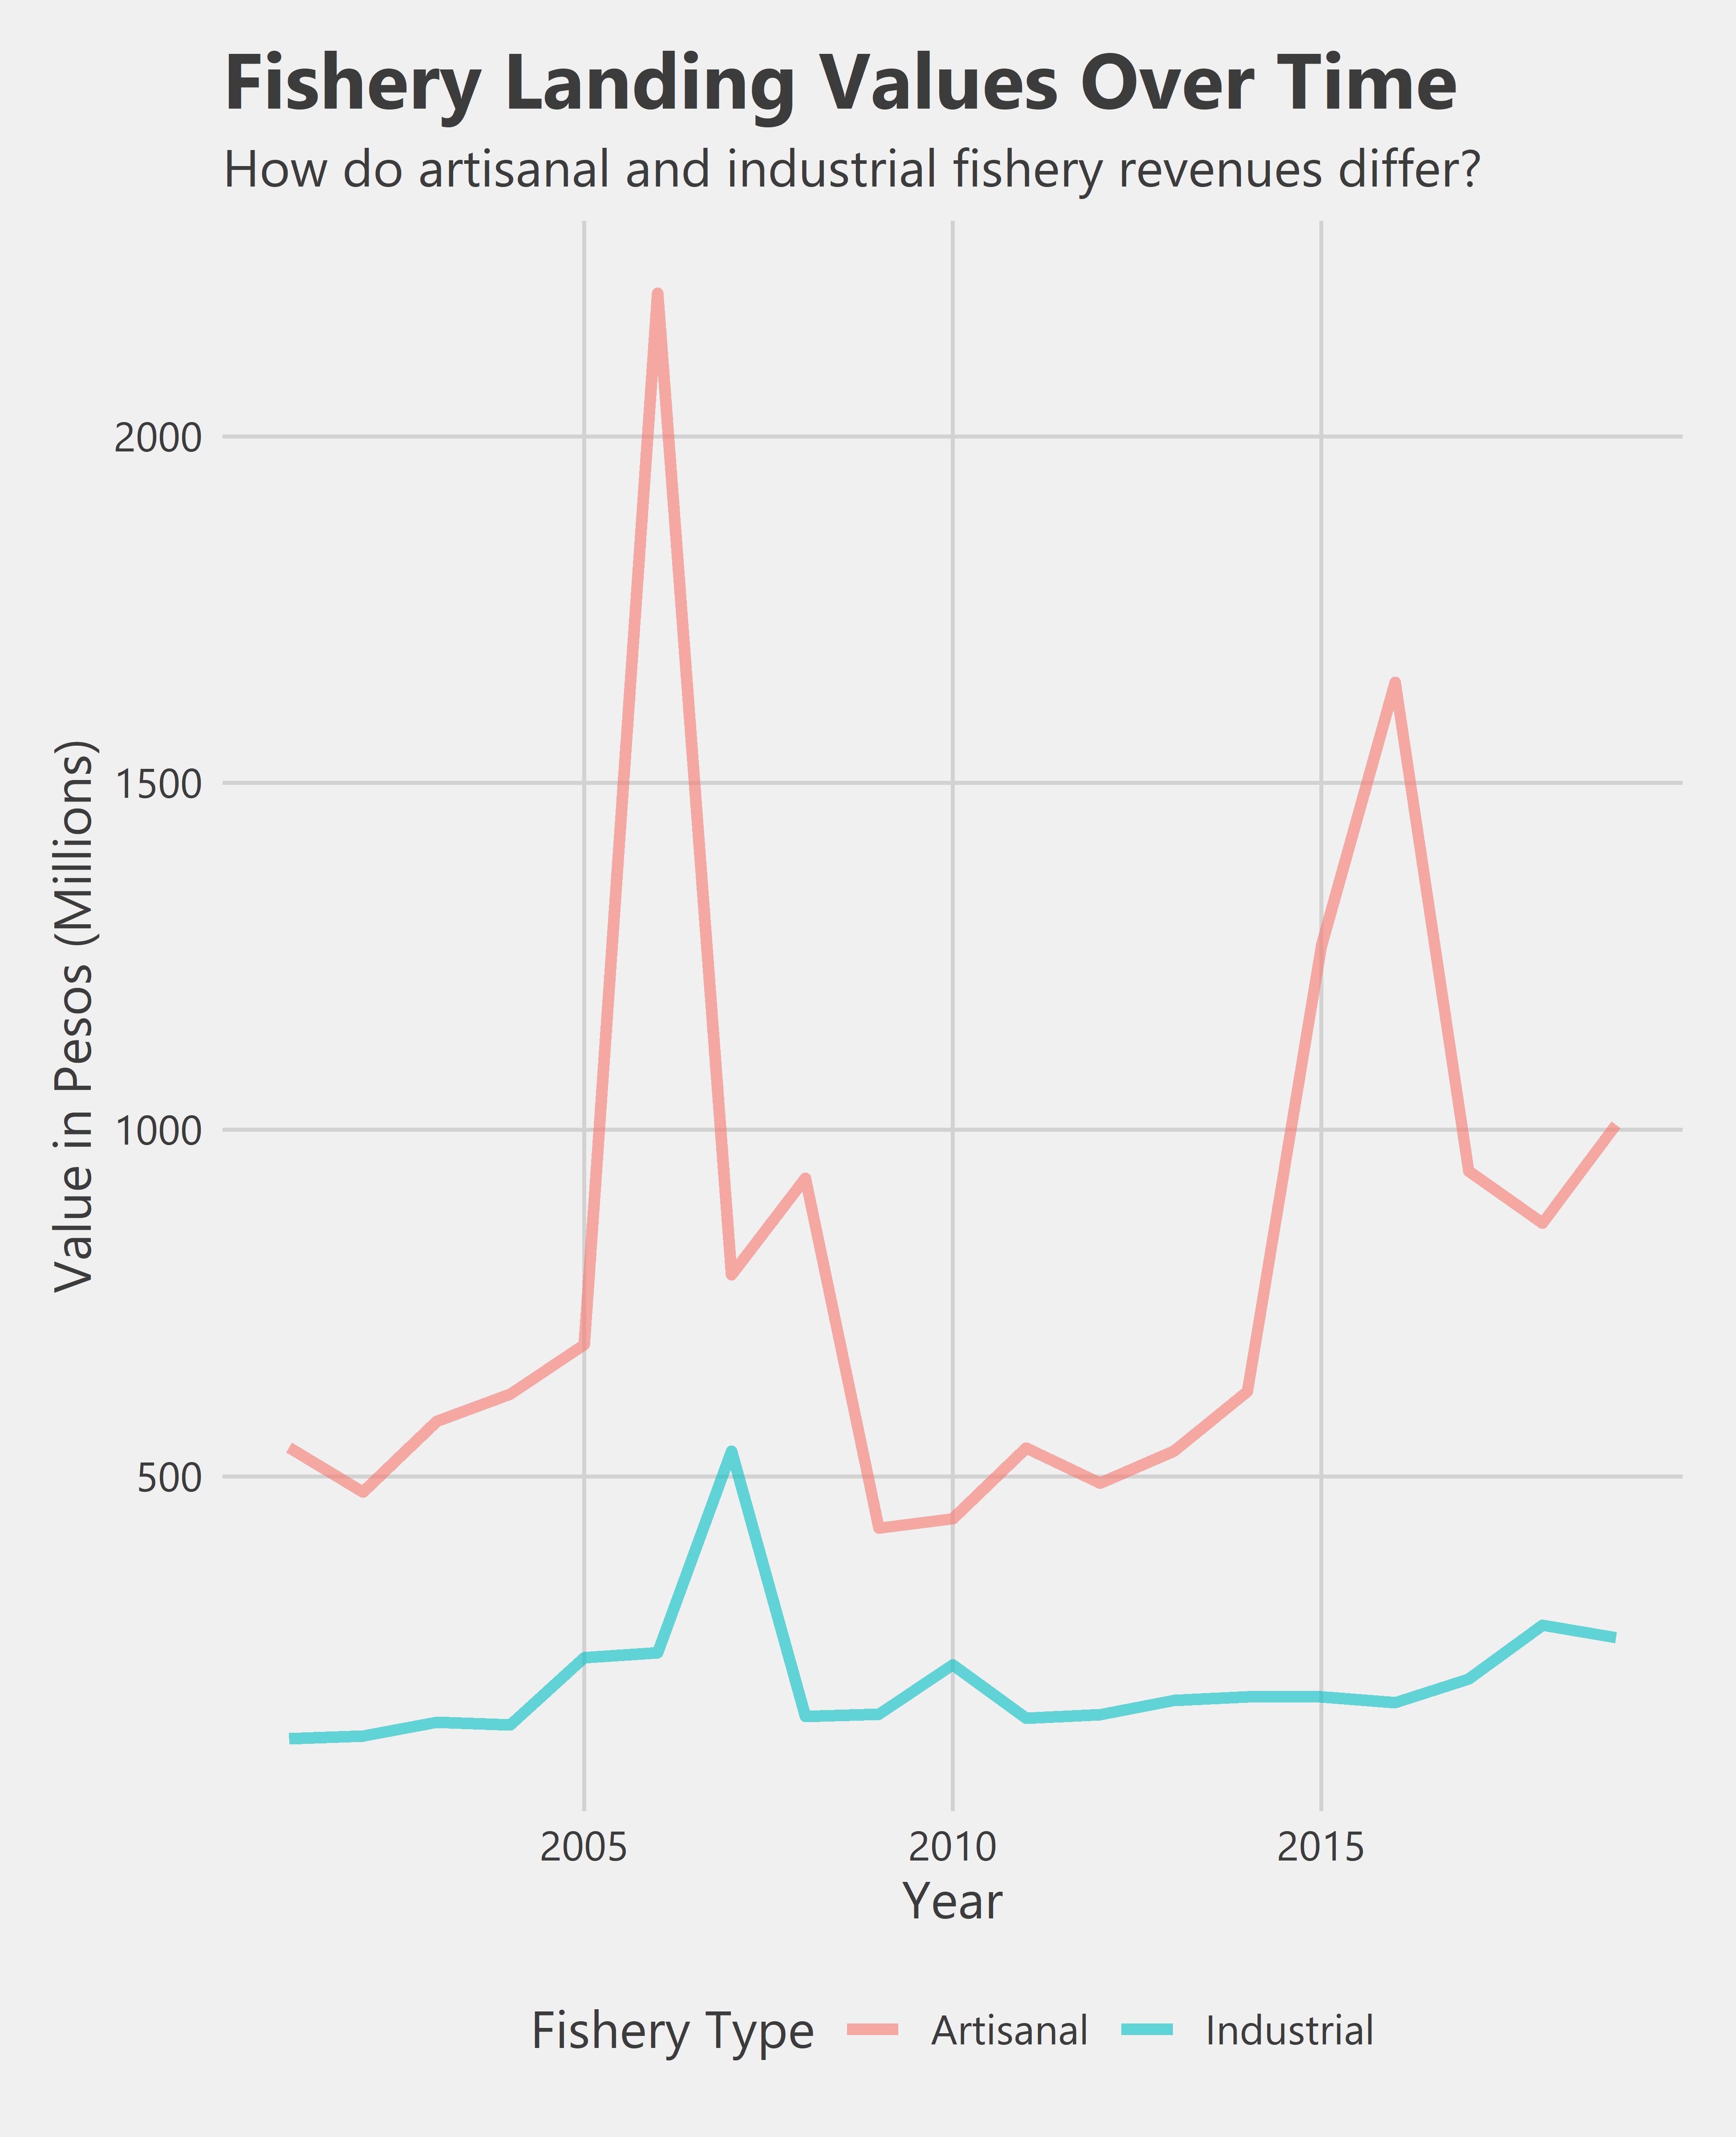 Fishery Landing Values Over Time
How do artisanal and industrial fishery revenues differ?
Value in Pesos (Millions)
2000
1500
1000
500
2005 2010 2015
Year
Fishery Type Artisanal Industrial